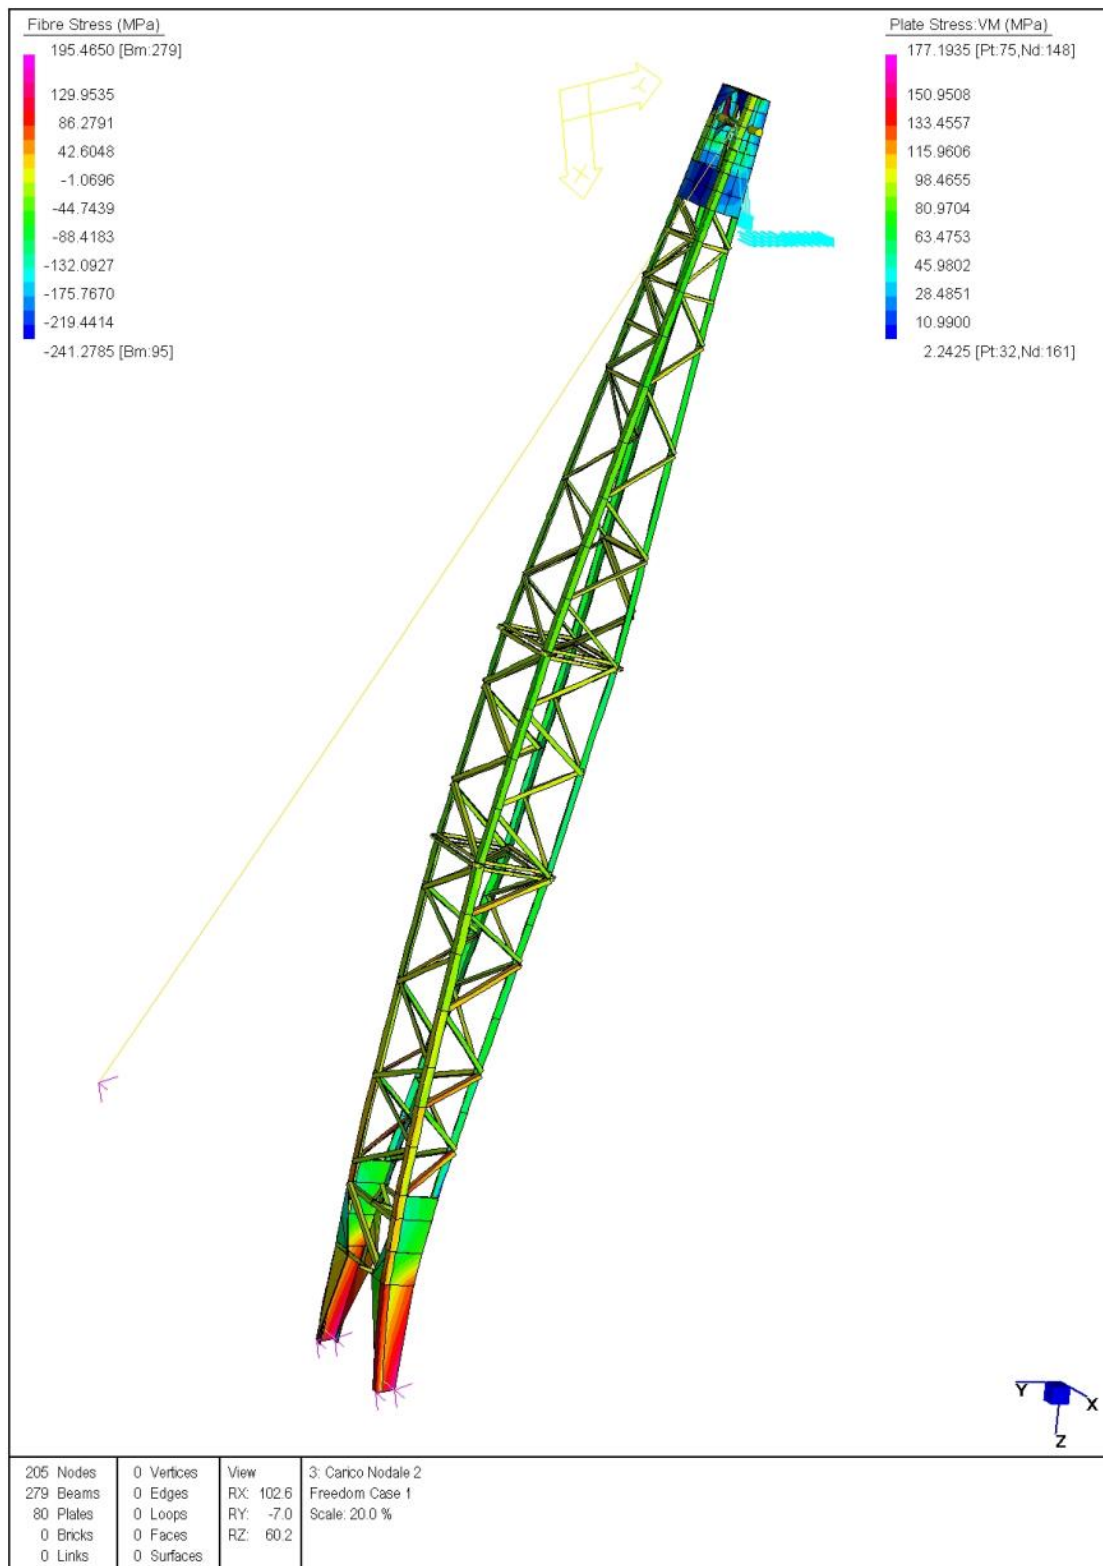 Fibre Stress (MPa)
195.4650 [Bm:279]
129.9535
86.2791
42.6048
-1.0696
-44.7439
-88.4183
-132.0927
-175.7670
-219.4414
-241.2785 [Bm:95]
Plate Stress:VM (MPa)
177.1935 [Pt:75,Nd:148]
150.9508
133.4557
115.9606
98.4655
80.9704
63.4753
45.9802
28.4851
10.9900
2.2425 [Pt:32,Nd:161]
Y
X
Y
X
Z
205 Nodes
279 Beams
80 Plates
0 Bricks
0 Links
0 Vertices
0 Edges
0 Loops
0 Faces
0 Surfaces
View
RX: 102.6
RY: -7.0
RZ: 60.2
3: Carico Nodale 2
Freedom Case 1
Scale: 20.0 %